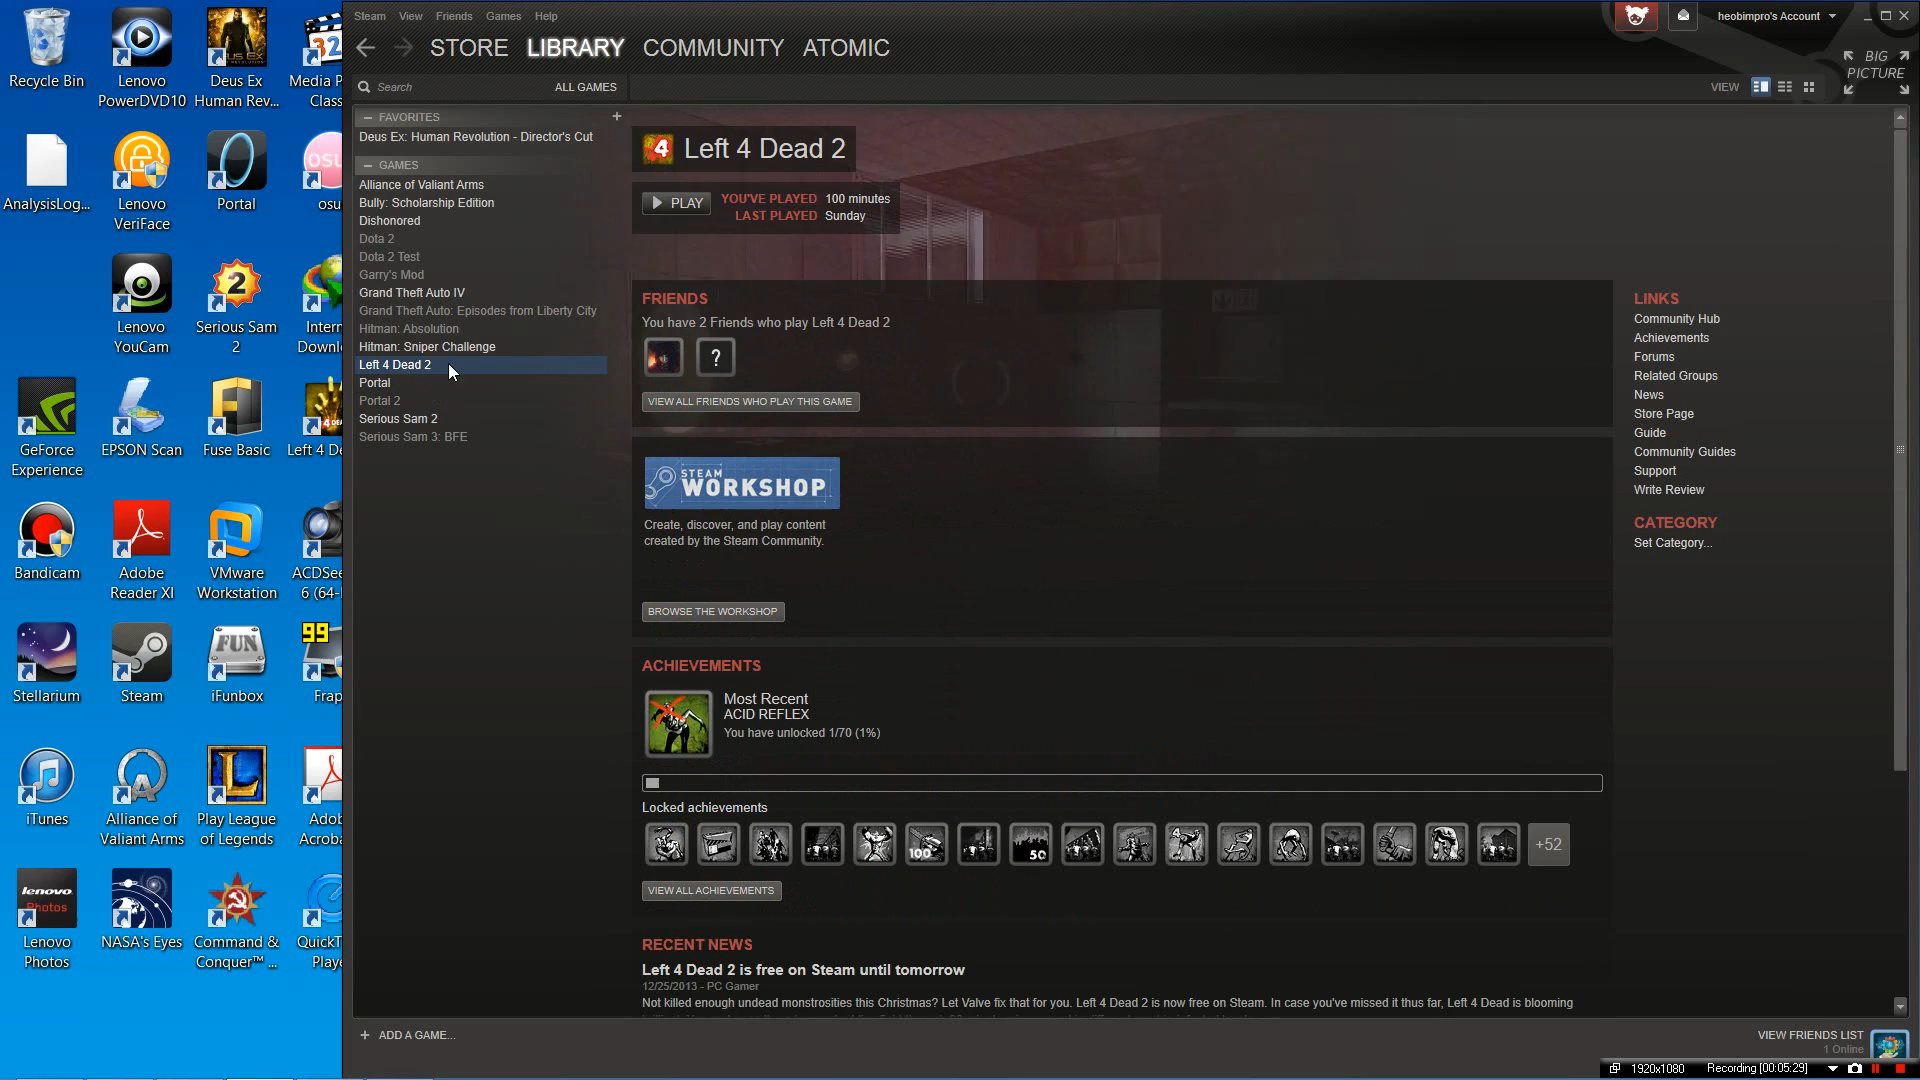 Steam View Friends Games Help
heobimpro's Account
STORE LIBRARY COMMUNITY ATOMIC
BIG PICTURE
Search ALL GAMES
VIEW
FAVORITES
Deus Ex: Human Revolution - Director's Cut
GAMES
Alliance of Valiant Arms
Bully: Scholarship Edition
Dishonored
Dota 2
Dota 2 Test
Garry's Mod
Grand Theft Auto IV
Grand Theft Auto: Episodes from Liberty City
Hitman: Absolution
Hitman: Sniper Challenge
Left 4 Dead 2
Portal
Portal 2
Serious Sam 2
Serious Sam 3: BFE
ADD A GAME...
Left 4 Dead 2
PLAY
YOU'VE PLAYED 100 minutes
LAST PLAYED Sunday
FRIENDS
You have 2 Friends who play Left 4 Dead 2
?
VIEW ALL FRIENDS WHO PLAY THIS GAME
STEAM
WORKSHOP
Create, discover, and play content
created by the Steam Community.
BROWSE THE WORKSHOP
ACHIEVEMENTS
Most Recent
ACID REFLEX
You have unlocked 1/70 (1%)
Locked achievements
100
50
+52
VIEW ALL ACHIEVEMENTS
RECENT NEWS
Left 4 Dead 2 is free on Steam until tomorrow
12/25/2013 - PC Gamer
Not killed enough undead monstrosities this Christmas? Let Valve fix that for you. Left 4 Dead 2 is now free on Steam. In case you've missed it thus far, Left 4 Dead is blooming
LINKS
Community Hub
Achievements
Forums
Related Groups
News
Store Page
Guide
Community Guides
Support
Write Review
CATEGORY
Set Category...
VIEW FRIENDS LIST
1 Online
1920x1080 Recording [00:05:29]
Recycle Bin
Lenovo
PowerDVD10
Deus Ex
Human Rev...
Media P
Class
AnalysisLog...
Lenovo
VeriFace
Portal
osu
Lenovo
YouCam
Serious Sam
2
Intern
Downl
GeForce
Experience
EPSON Scan
Fuse Basic
Left 4 De
Bandicam
Adobe
Reader XI
VMware
Workstation
ACDSee
6 (64-
Stellarium
Steam
FUN
iFunbox
99
Frap
iTunes
Alliance of
Valiant Arms
Play League
of Legends
Adob
Acroba
lenovo
Photos
Lenovo
Photos
NASA's Eyes
Command &
Conquer™ ...
QuickT
Playe